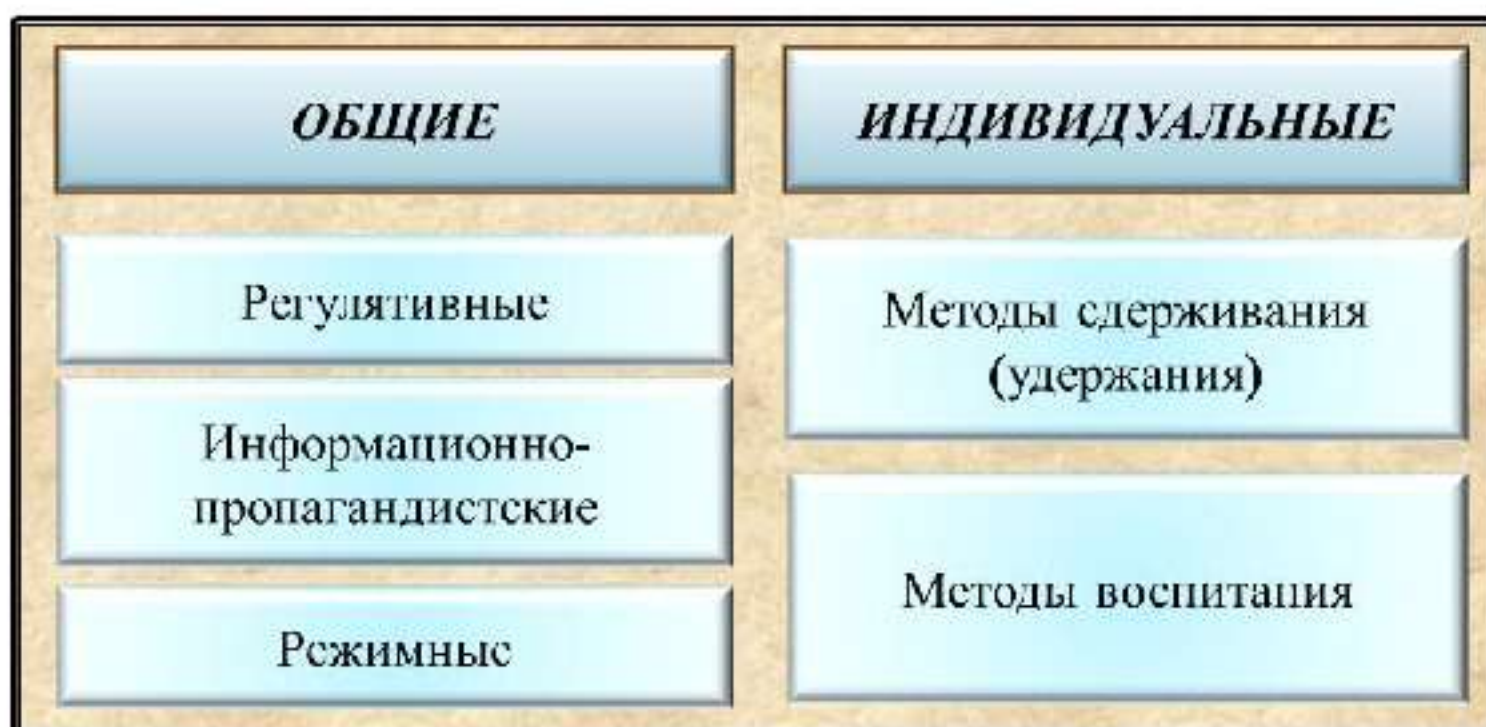 ОБЩИЕ
Регулятивные
Информационно-
пропагандистские
Режимные
ИНДИВИДУАЛЬНЫЕ
Методы сдерживания
(удержания)
Методы воспитания